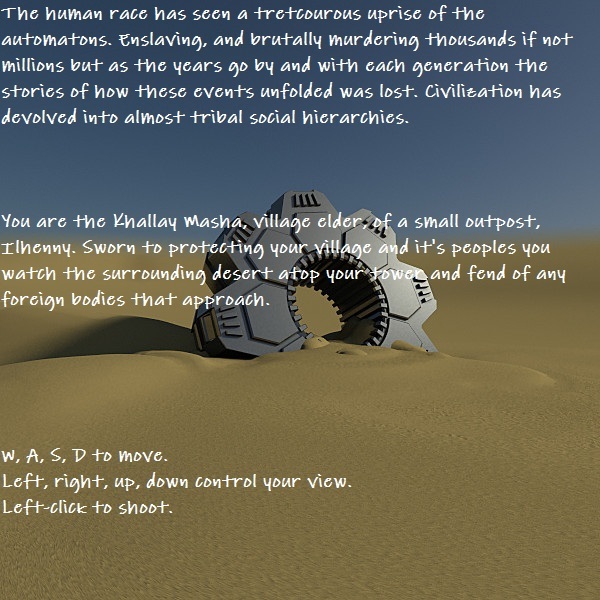 The human race has seen a tretcourous uprise of the
automatons. Enslaving, and brutally murdering thousands if not
millions but as the years go by and with each generation the
stories of how these events unfolded was lost. Civilization has
devolved into almost tribal social hierarchies.
You are the Khallay Masha, village elder, of a small outpost,
Ilhenny. Sworn to protecting your village and it's peoples you
watch the surrounding desert atop your tower and fend of any
foreign bodies that approach.
W, A, S, D to move.
Left, right, up, down control your view.
Left-click to shoot.